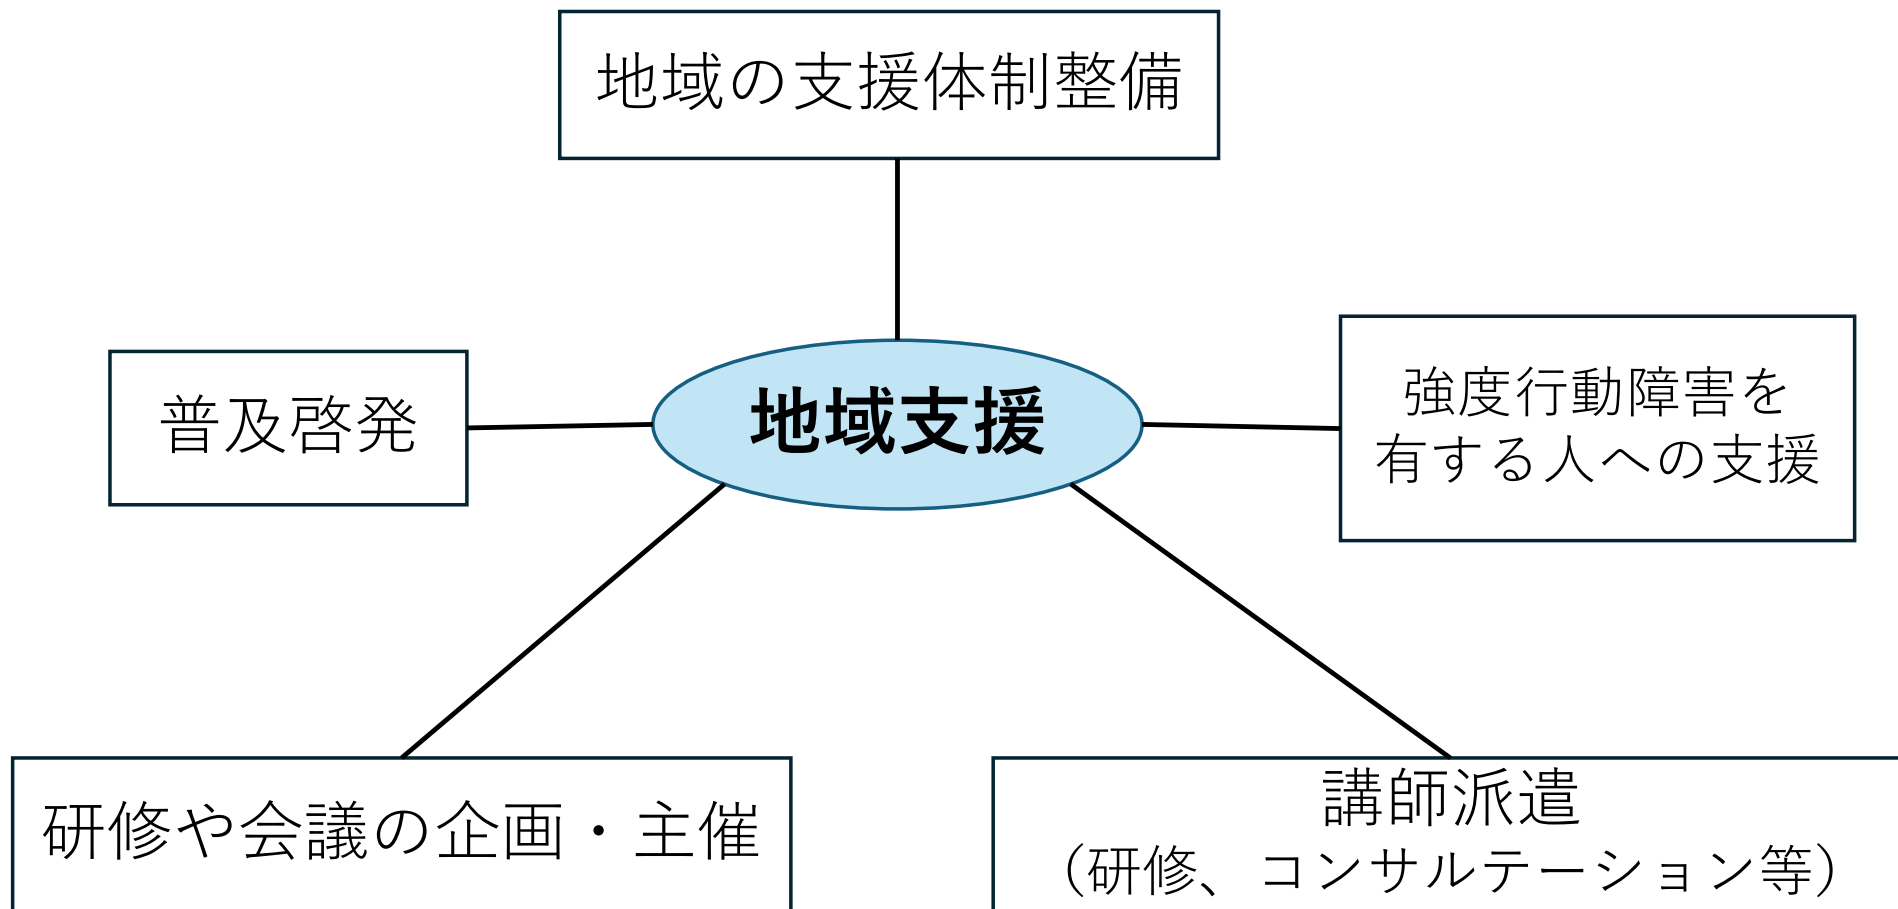 地域の支援体制整備
普及啓発
地域支援
強度行動障害を
有する人への支援
研修や会議の企画・主催
講師派遣
（研修、コンサルテーション等）